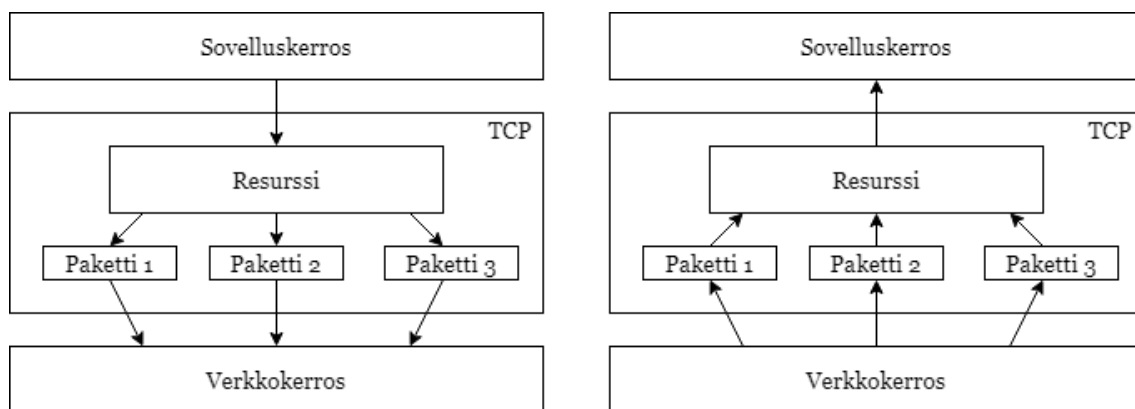 Sovelluskerros
TCP
Resurssi
Paketti 1
Paketti 2
Paketti 3
Verkkokerros
Sovelluskerros
TCP
Resurssi
Paketti 1
Paketti 2
Paketti 3
Verkkokerros